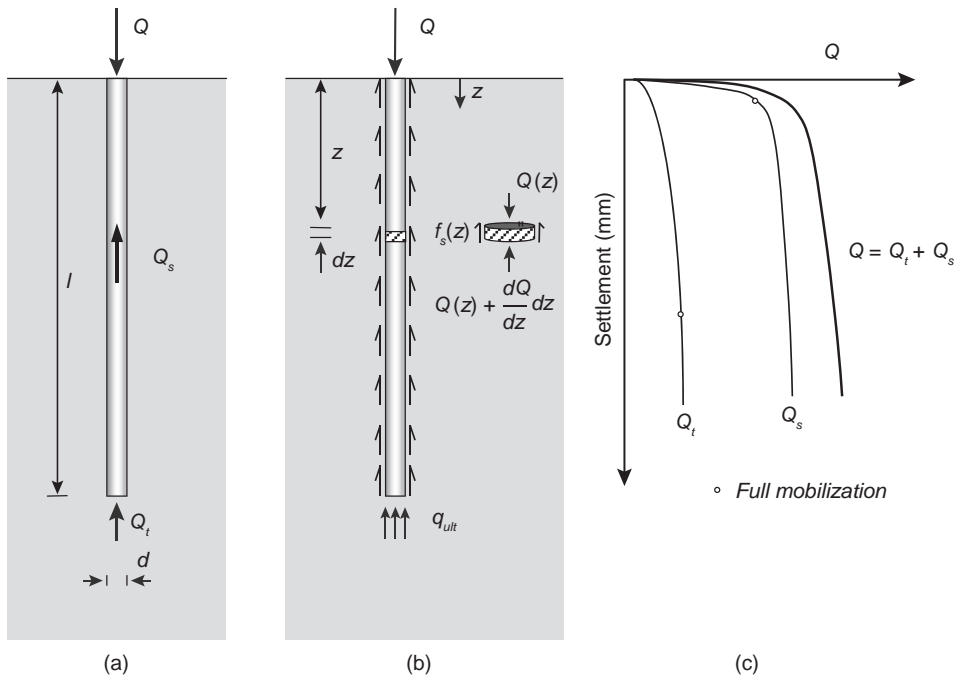 Q
l
Q_s
Q_t
d
(a)
Q
z
z
dz
Q(z)
f_s(z)
Q(z) + dQ/dz dz
q_ult
(b)
Q
Settlement (mm)
Q = Q_t + Q_s
Q_t
Q_s
Full mobilization
(c)